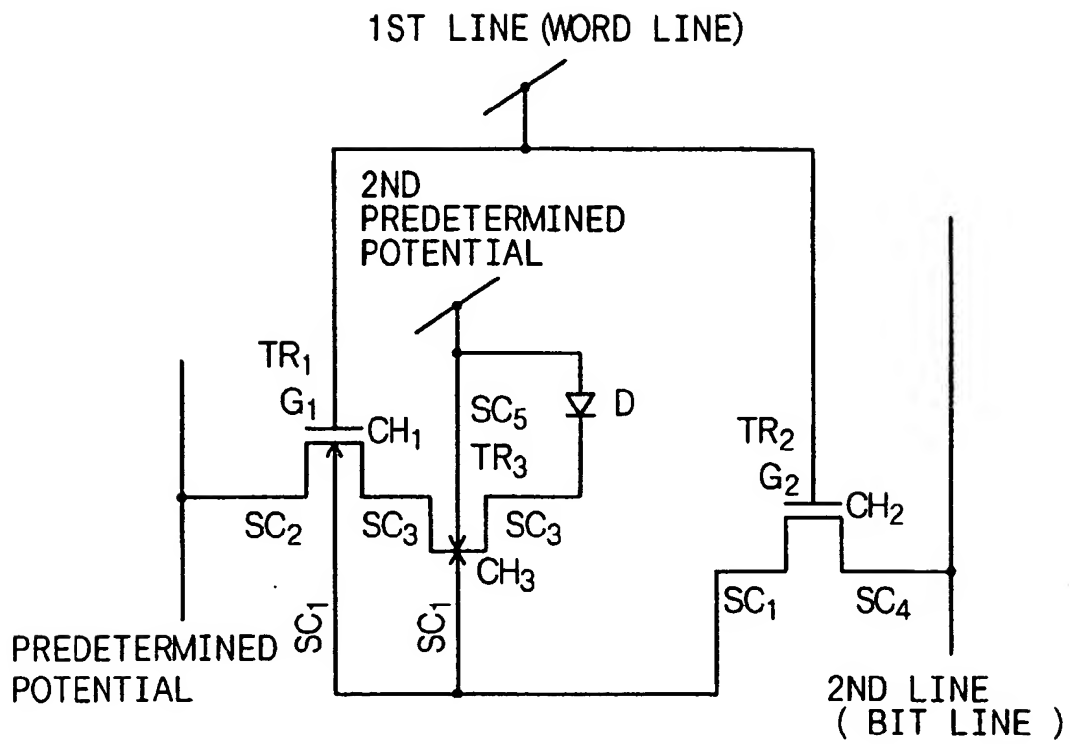 1ST LINE (WORD LINE)
2ND
PREDETERMINED
POTENTIAL
TR1
G1
CH1
SC5
D
TR3
TR2
G2
CH2
SC2
SC3
SC3
CH3
SC1
SC1
SC1
SC4
PREDETERMINED
POTENTIAL
2ND LINE
( BIT LINE )